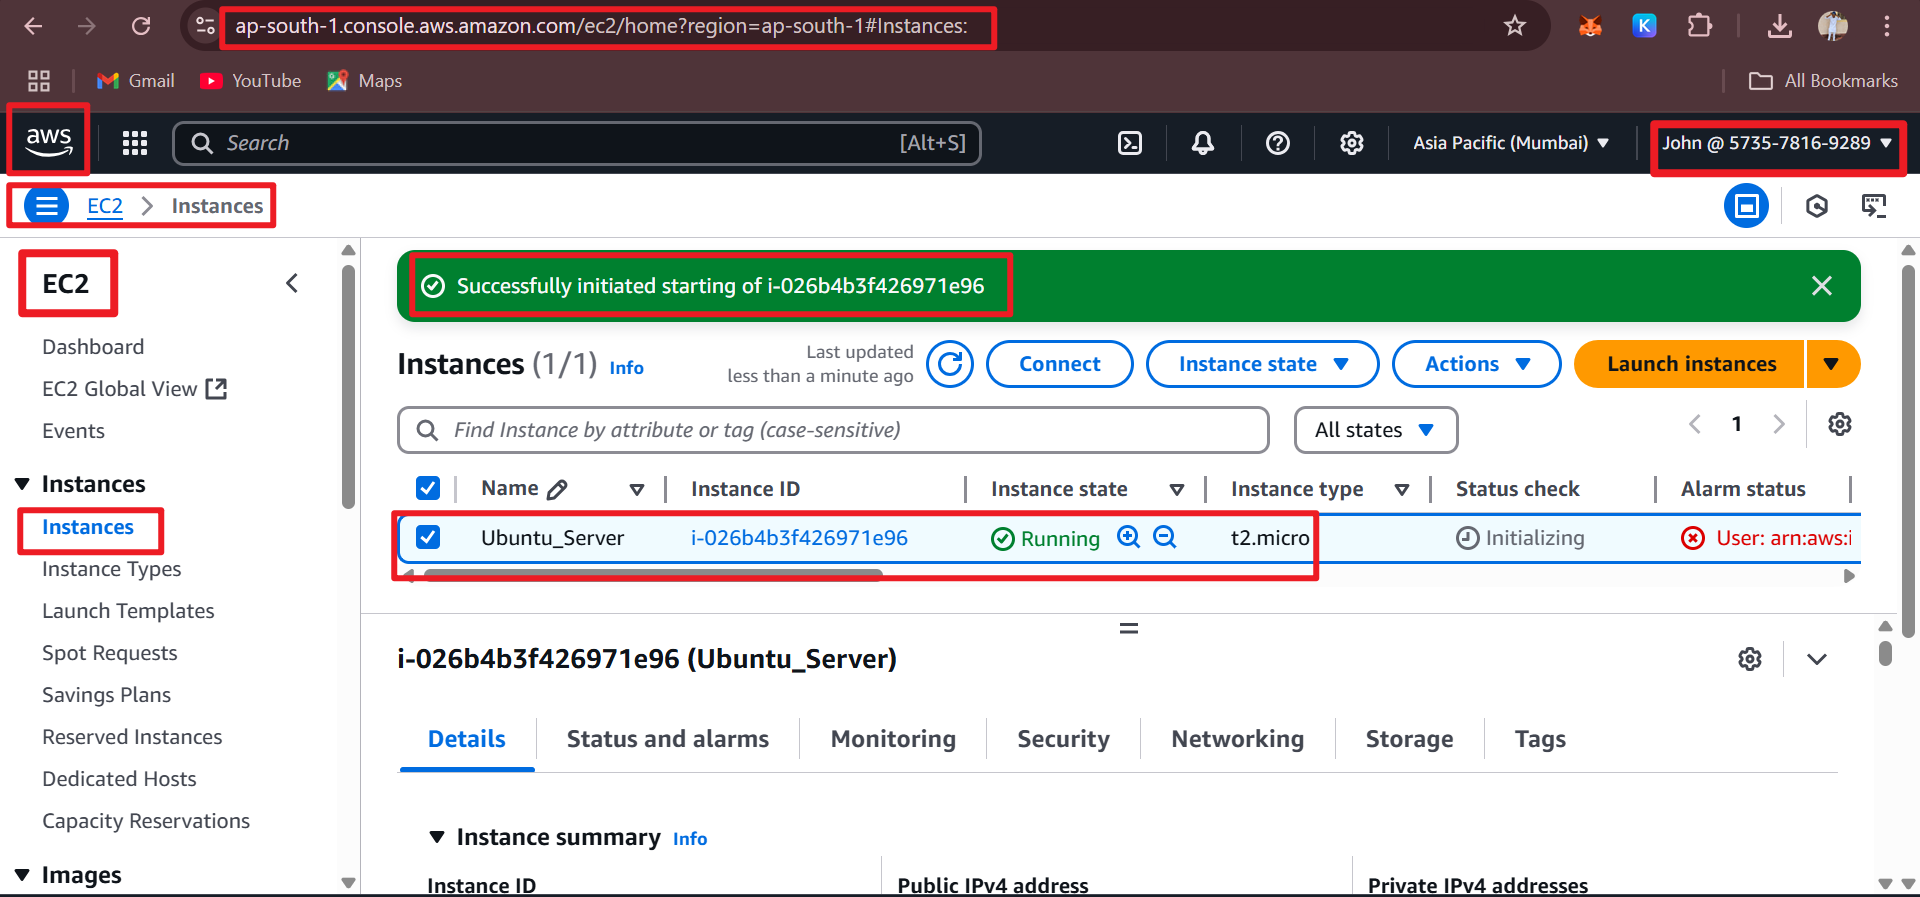 ap-south-1.console.aws.amazon.com/ec2/home?region=ap-south-1#Instances:
K
Gmail
YouTube
Maps
All Bookmarks
aws
Search
[Alt+S]
Asia Pacific (Mumbai)
John @ 5735-7816-9289
EC2
Instances
EC2
Dashboard
EC2 Global View
Events
Instances
Instances
Instance Types
Launch Templates
Spot Requests
Savings Plans
Reserved Instances
Dedicated Hosts
Capacity Reservations
Images
Successfully initiated starting of i-026b4b3f426971e96
Instances (1/1) Info
Last updated
less than a minute ago
Connect
Instance state
Actions
Launch instances
Find Instance by attribute or tag (case-sensitive)
All states
1
Name
Instance ID
Instance state
Instance type
Status check
Alarm status
Ubuntu_Server
i-026b4b3f426971e96
Running
t2.micro
Initializing
User: arn:aws:i
i-026b4b3f426971e96 (Ubuntu_Server)
Details
Status and alarms
Monitoring
Security
Networking
Storage
Tags
Instance summary Info
Instance ID
Public IPv4 address
Private IPv4 addresses